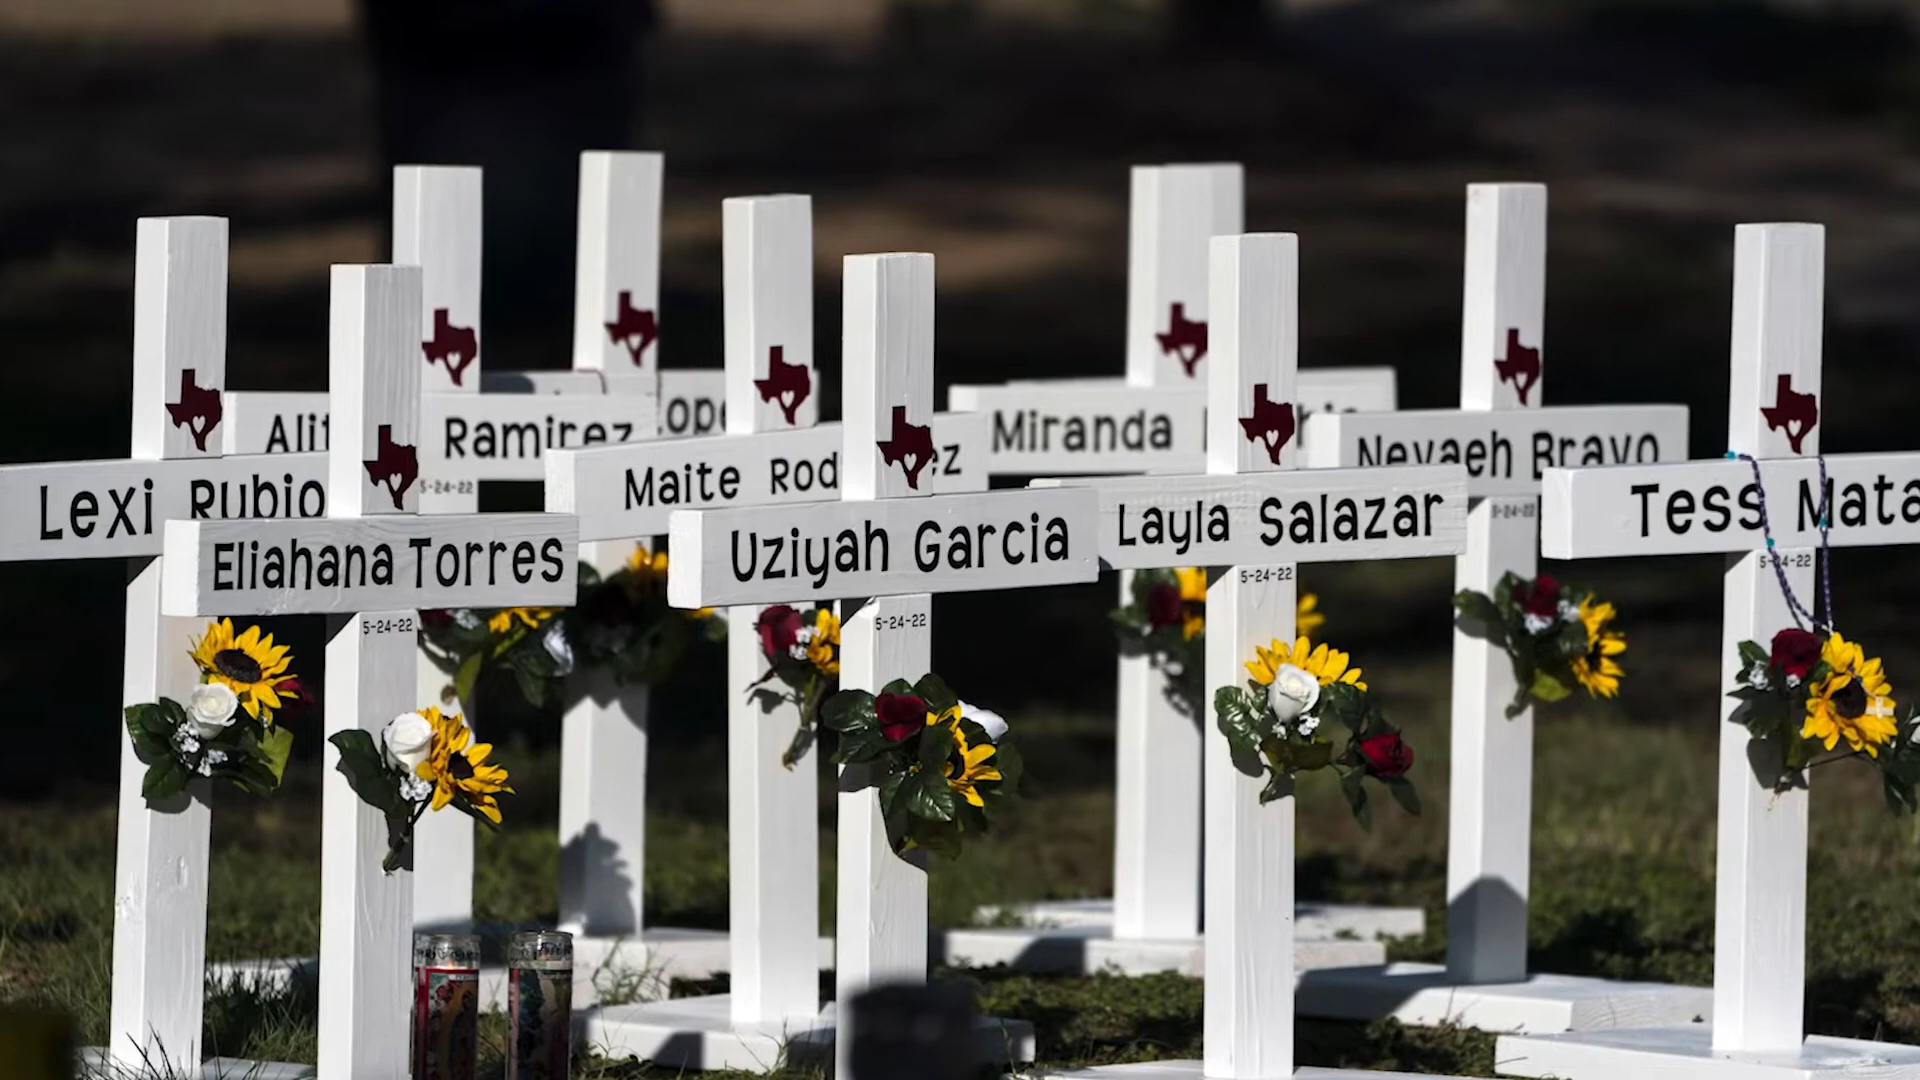 Ramirez
Miranda
Maite
Nevaeh Bravo
Lexi Rubio
Layla Salazar
Tess Mata
Eliahana Torres
Uziyah Garcia
5-24-22
5-24-22
5-24-22
5-24-22
5-24-22
5-24-22